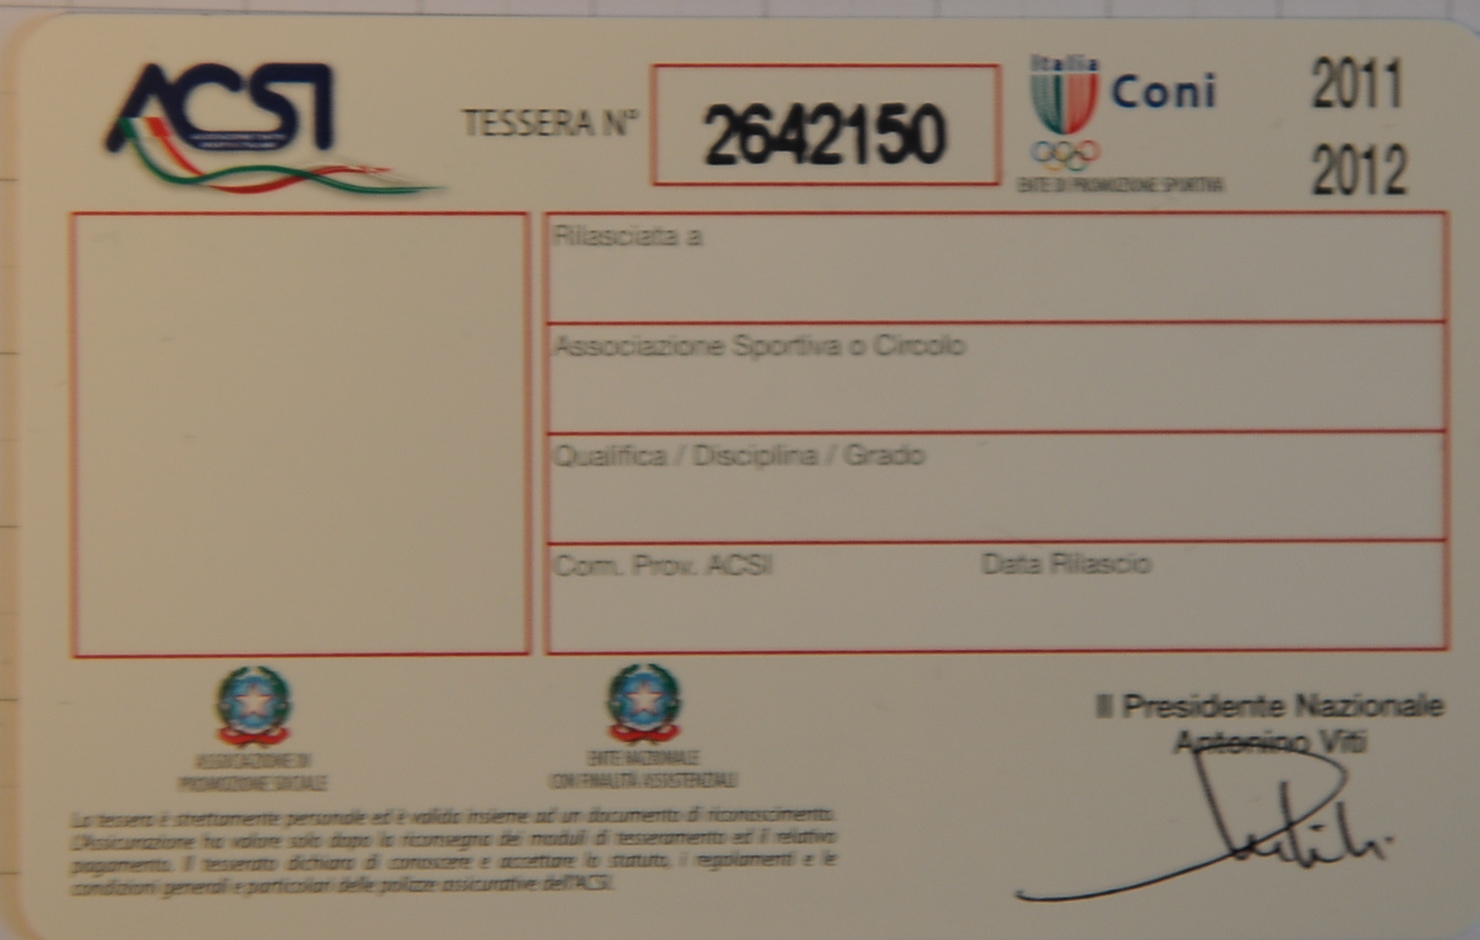 ACSI
TESSERA N°
2642150
Italia
Coni
ENTE DI PROMOZIONE SPORTIVA
2011
2012
Rilasciata a
Associazione Sportiva o Circolo
Qualifica / Disciplina / Grado
Com. Prov. ACSI Data Rilascio
ASSOCIAZIONE DI
PROMOZIONE SOCIALE
ENTE NAZIONALE
CON FINALITÀ ASSISTENZIALI
Il Presidente Nazionale
Antonino Viti
La tessera è strettamente personale ed è valida insieme ad un documento di riconoscimento.
L'Assicurazione ha valore solo dopo la riconsegna dei moduli di tesseramento ed il relativo
pagamento. Il tesserato dichiara di conoscere e accettare lo statuto, i regolamenti e le
condizioni generali e particolari delle polizze assicurative dell'ACSI.